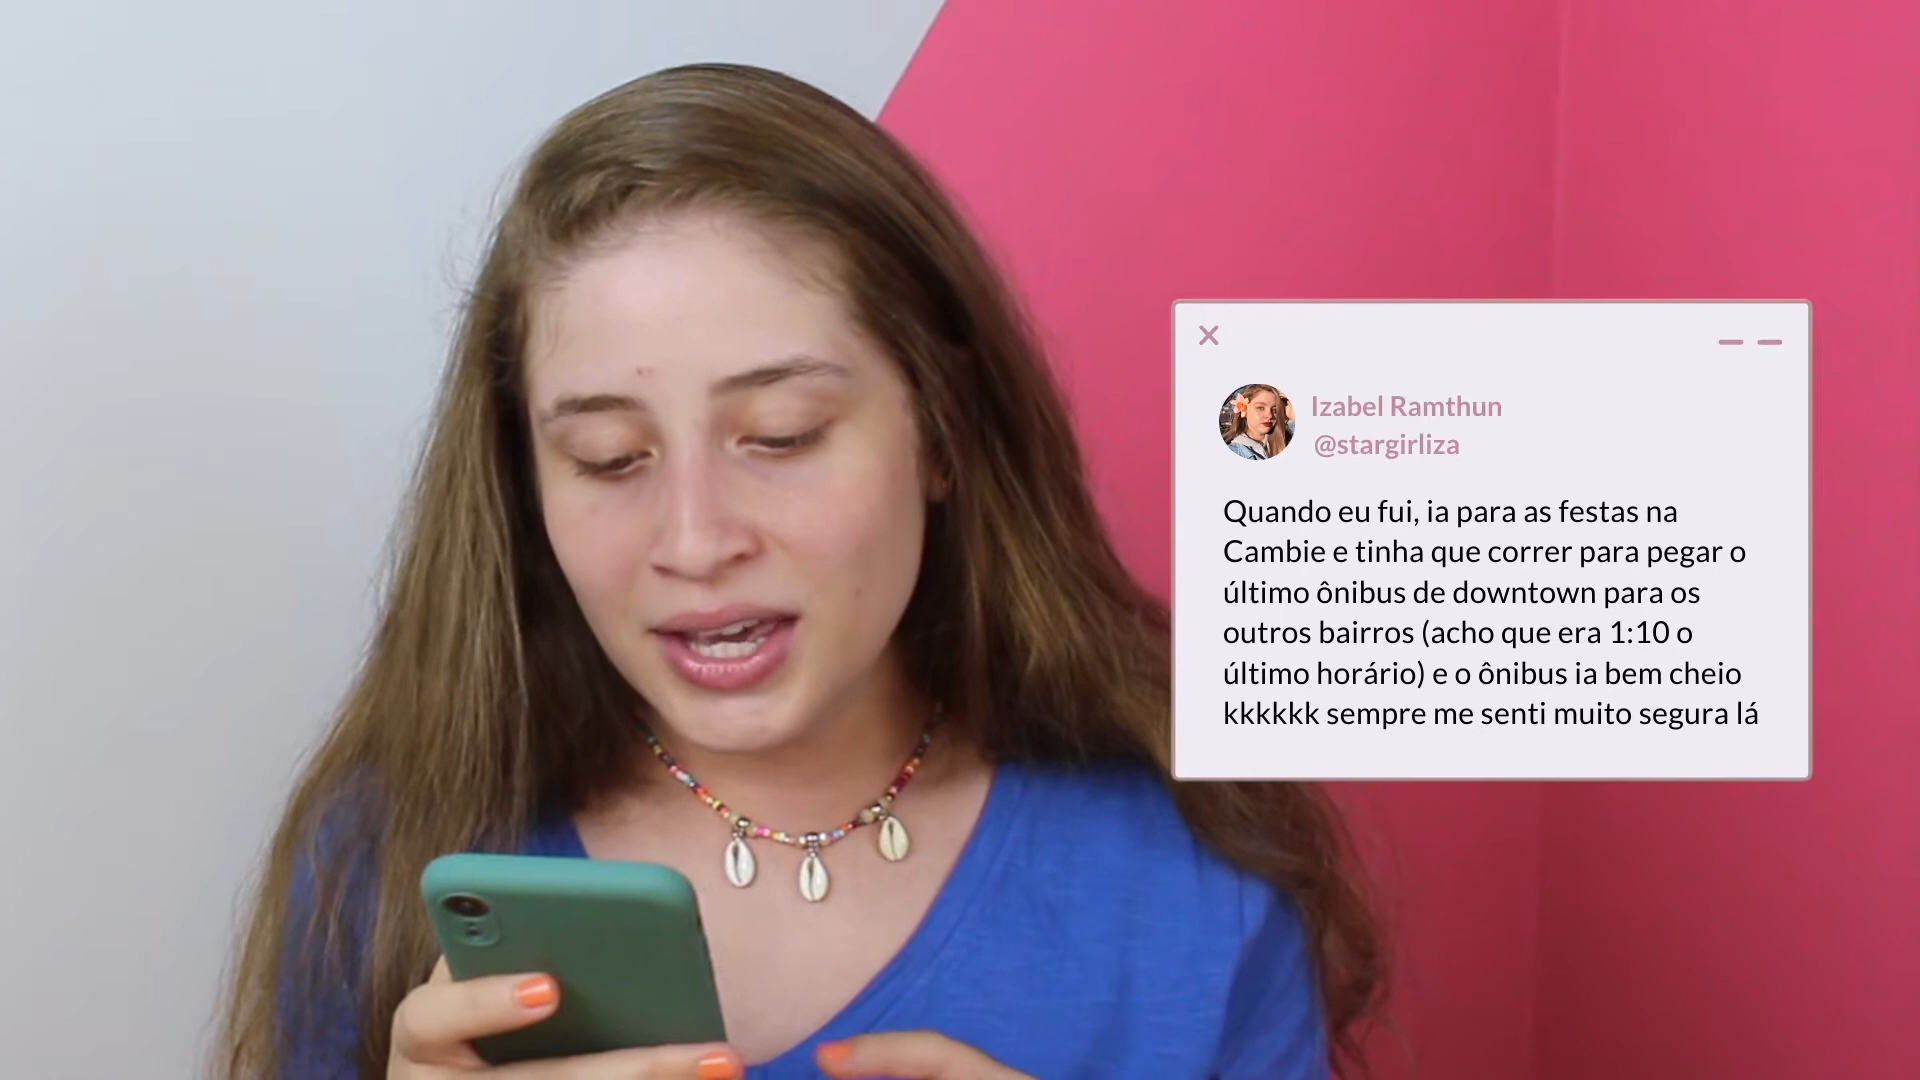 Izabel Ramthun
@stargirliza
Quando eu fui, ia para as festas na
Cambie e tinha que correr para pegar o
último ônibus de downtown para os
outros bairros (acho que era 1:10 o
último horário) e o ônibus ia bem cheio
kkkkkk sempre me senti muito segura lá